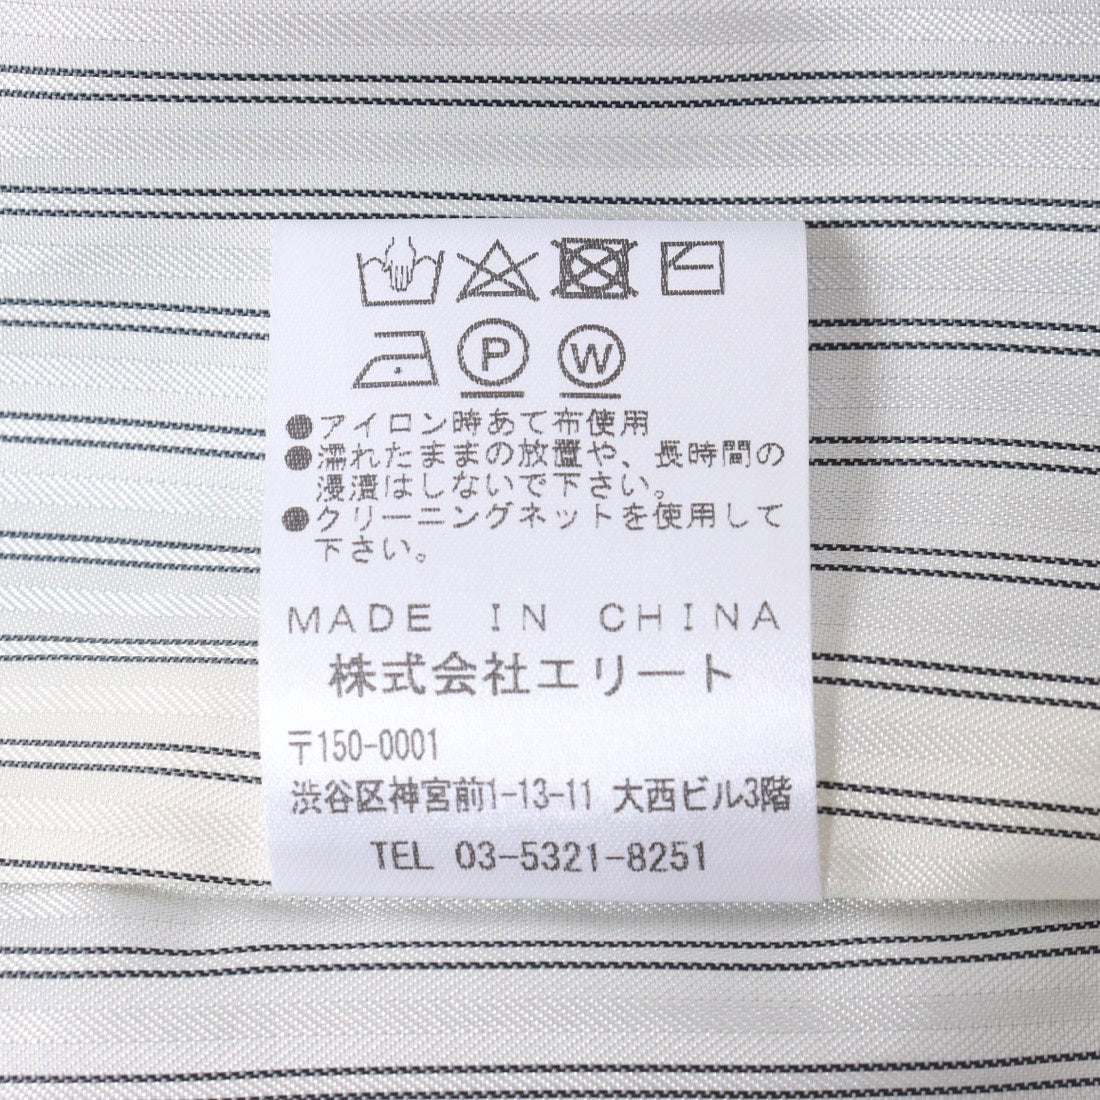 P W
●アイロン時あて布使用
●濡れたままの放置や、長時間の
浸漬はしないで下さい。
●クリーニングネットを使用して
下さい。
MADE IN CHINA
株式会社エリート
〒150-0001
渋谷区神宮前1-13-11 大西ビル3階
TEL 03-5321-8251